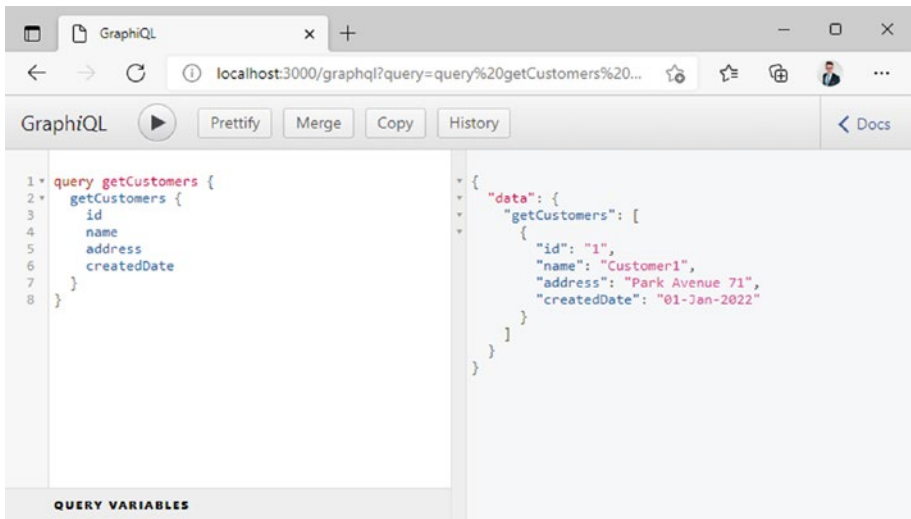 GraphiQL
localhost:3000/graphql?query=query%20getCustomers%20...
GraphiQL
Prettify
Merge
Copy
History
Docs
1 query getCustomers {
2 getCustomers {
3 id
4 name
5 address
6 createdDate
7 }
8 }
{
"data": {
"getCustomers": [
{
"id": "1",
"name": "Customer1",
"address": "Park Avenue 71",
"createdDate": "01-Jan-2022"
}
]
}
}
QUERY VARIABLES